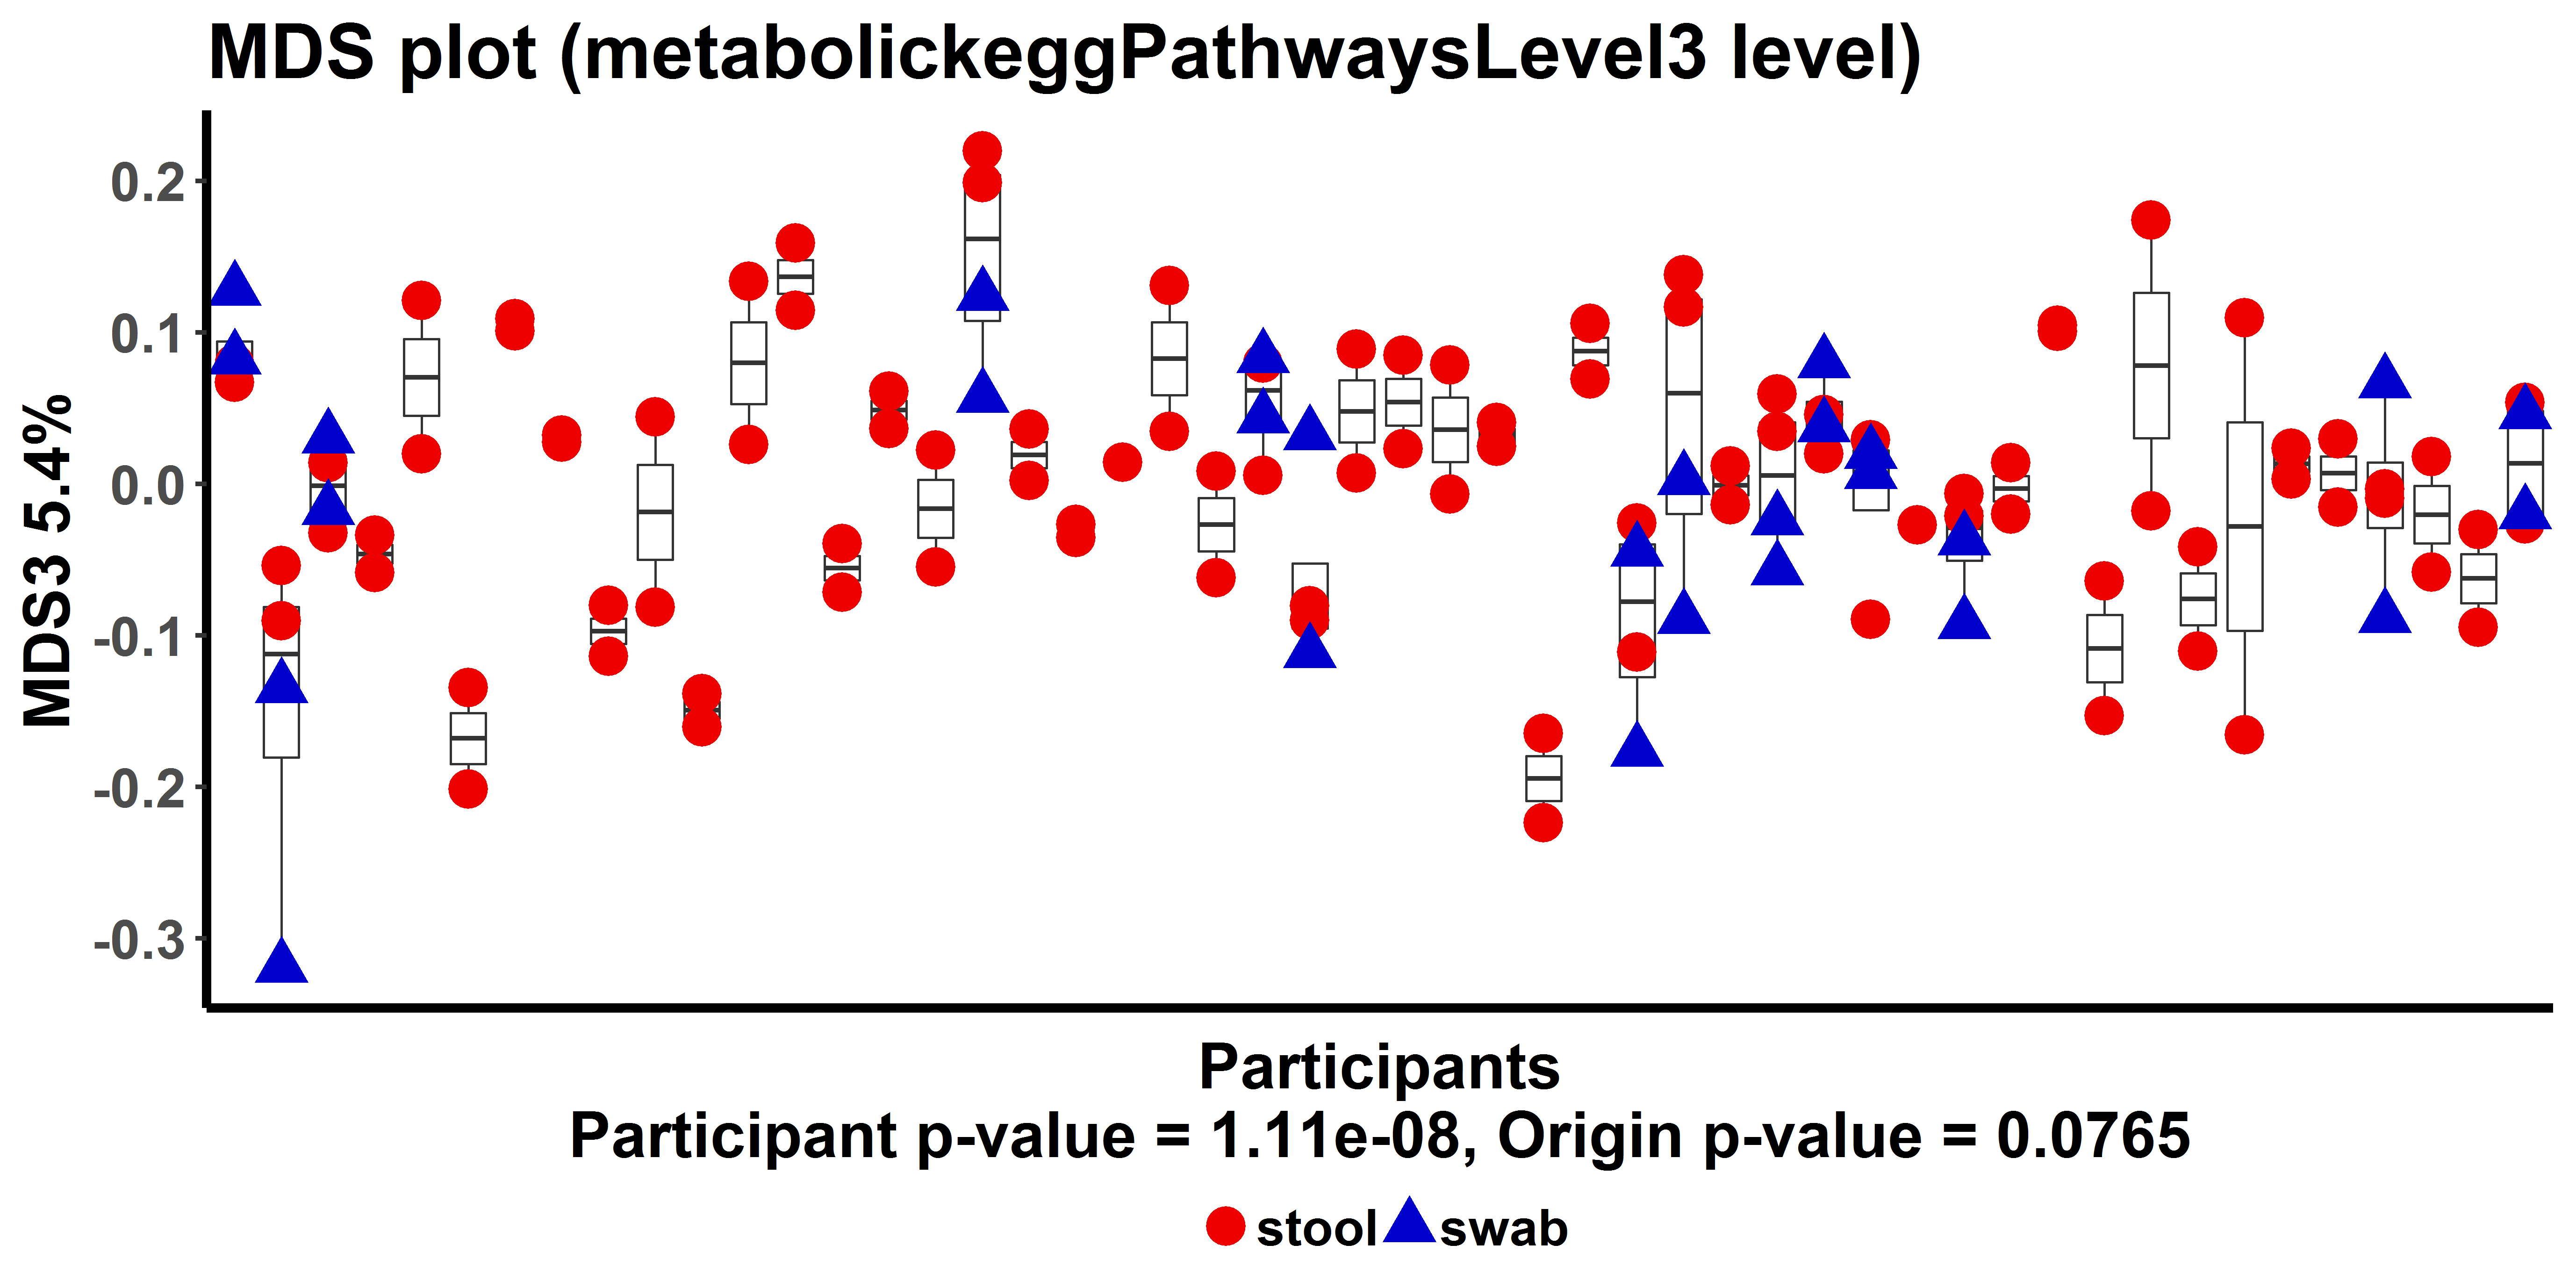 MDS plot (metabolickeggPathwaysLevel3 level)
MDS3 5.4%
0.2
0.1
0.0
-0.1
-0.2
-0.3
Participants
Participant p-value = 1.11e-08, Origin p-value = 0.0765
stool swab